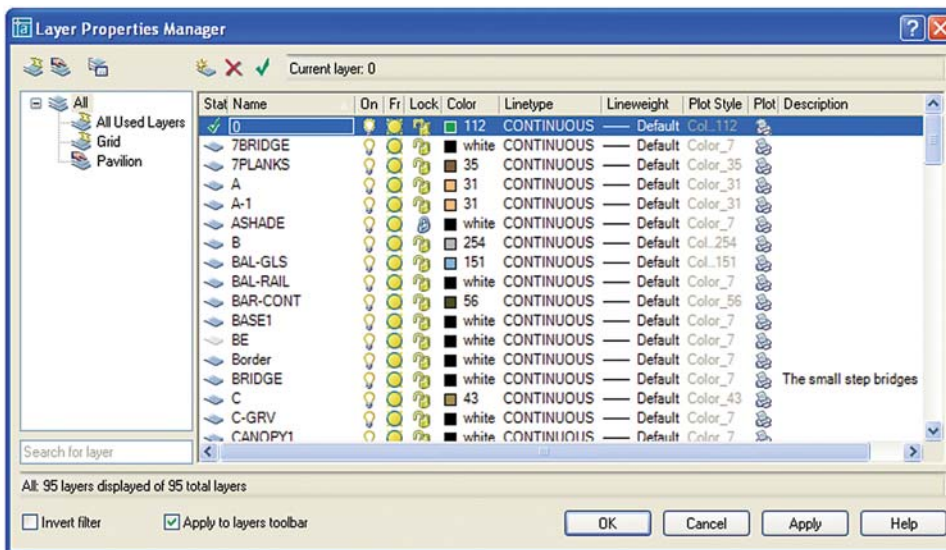 Layer Properties Manager
Current layer: 0
All
All Used Layers
Grid
Pavilion
Search for layer
Stat Name On Fr Lock Color Linetype Lineweight Plot Style Plot Description
0 112 CONTINUOUS Default Col..112
7BRIDGE white CONTINUOUS Default Color_7
7PLANKS 35 CONTINUOUS Default Color_35
A 31 CONTINUOUS Default Color_31
A-1 31 CONTINUOUS Default Color_31
ASHADE white CONTINUOUS Default Color_7
B 254 CONTINUOUS Default Col..254
BAL-GLS 151 CONTINUOUS Default Col..151
BAL-RAIL white CONTINUOUS Default Color_7
BAR-CONT 56 CONTINUOUS Default Color_56
BASE1 white CONTINUOUS Default Color_7
BE white CONTINUOUS Default Color_7
Border white CONTINUOUS Default Color_7
BRIDGE white CONTINUOUS Default Color_7 The small step bridges
C 43 CONTINUOUS Default Color_43
C-GRV white CONTINUOUS Default Color_7
CANOPY1 white CONTINUOUS Default Color_7
All: 95 layers displayed of 95 total layers
Invert filter
Apply to layers toolbar
OK Cancel Apply Help